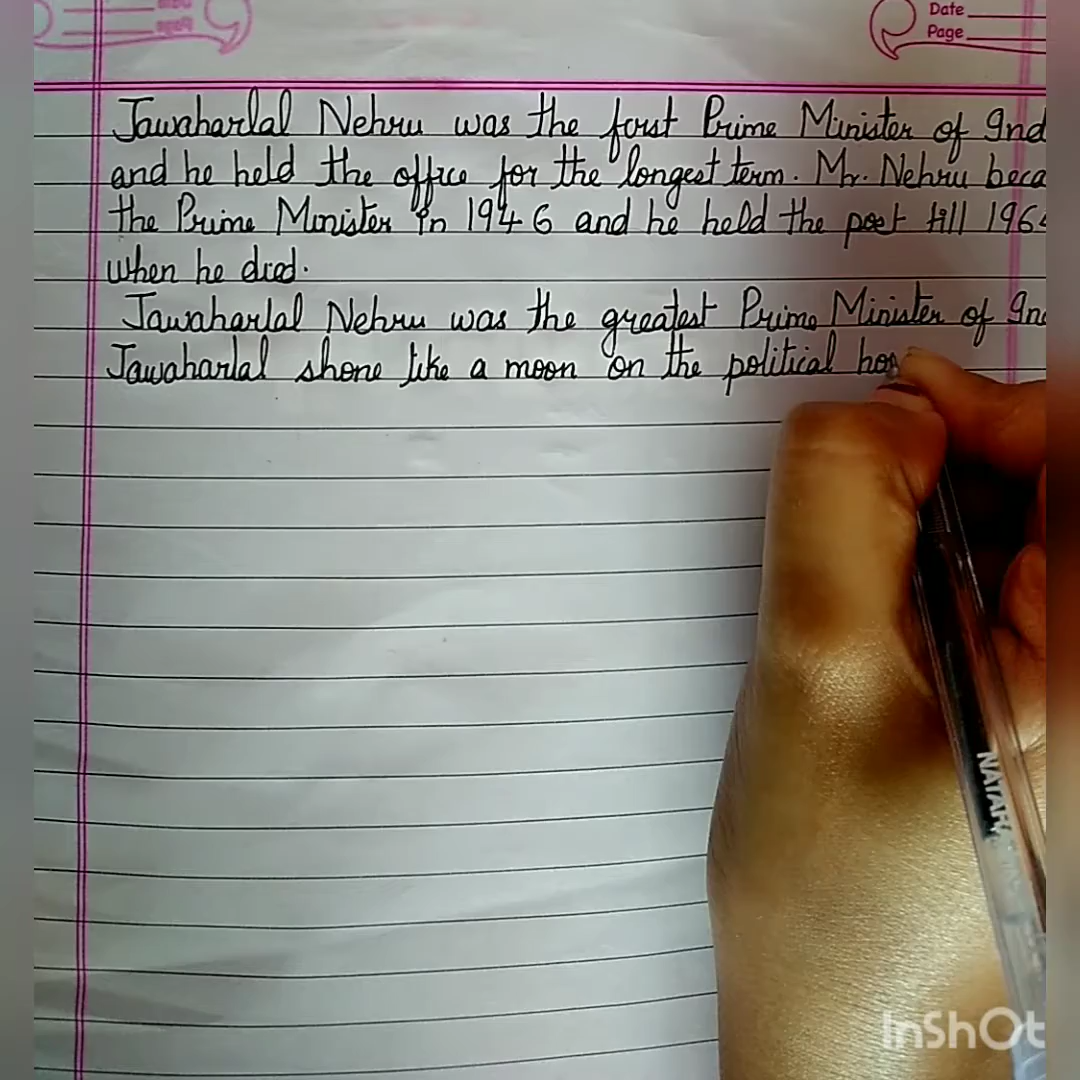 Date
Page
Jawaharlal Nehru was the first Prime Minister of Ind
and he held the office for the longest term. Mr. Nehru beca
the Prime Minister in 1946 and he held the post till 196
when he died.
Jawaharlal Nehru was the greatest Prime Minister of In
Jawaharlal shone like a moon on the political ho
NATARA
InShOt